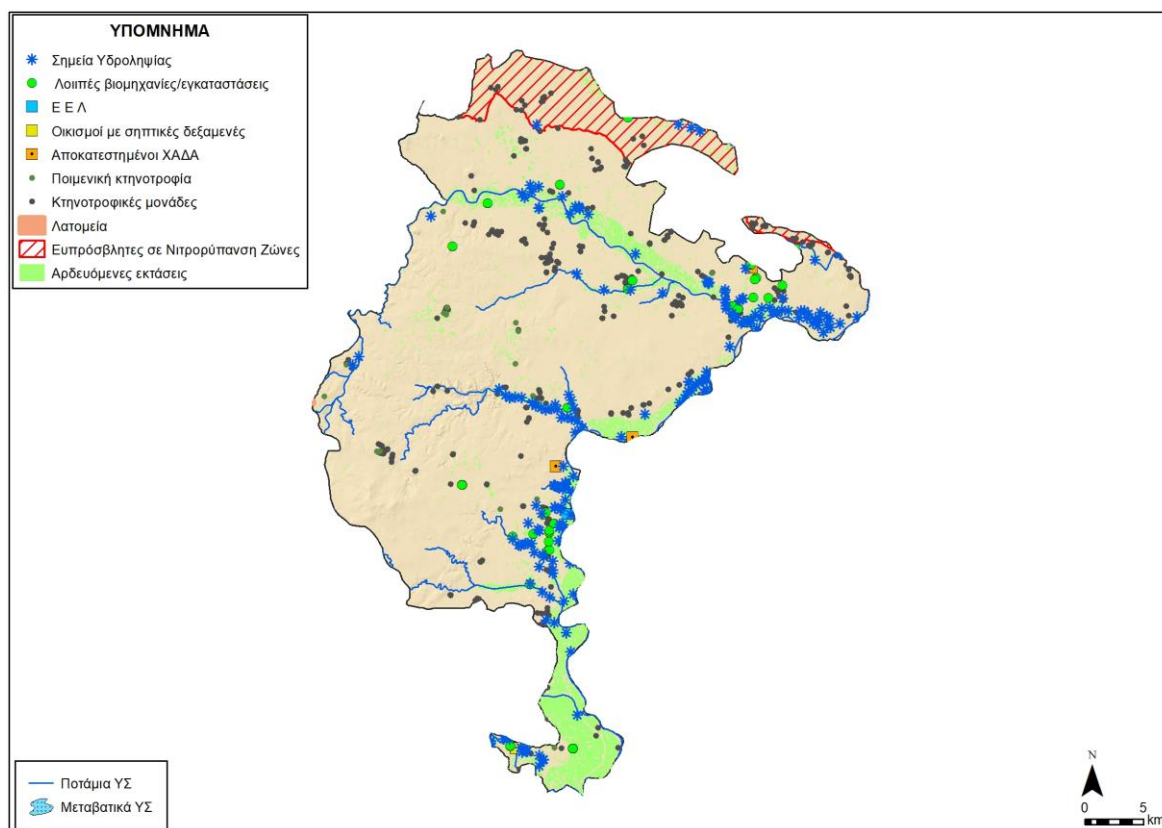 ΥΠΟΜΝΗΜΑ
Σημεία Υδροληψίας
Λοιπές βιομηχανίες/εγκαταστάσεις
Ε Ε Λ
Οικισμοί με σηπτικές δεξαμενές
Αποκατεστημένοι ΧΑΔΑ
Ποιμενική κτηνοτροφία
Κτηνοτροφικές μονάδες
Λατομεία
Ευπρόσβλητες σε Νιτρορύπανση Ζώνες
Αρδευόμενες εκτάσεις
Ποτάμια ΥΣ
Μεταβατικά ΥΣ
N
0 5
km